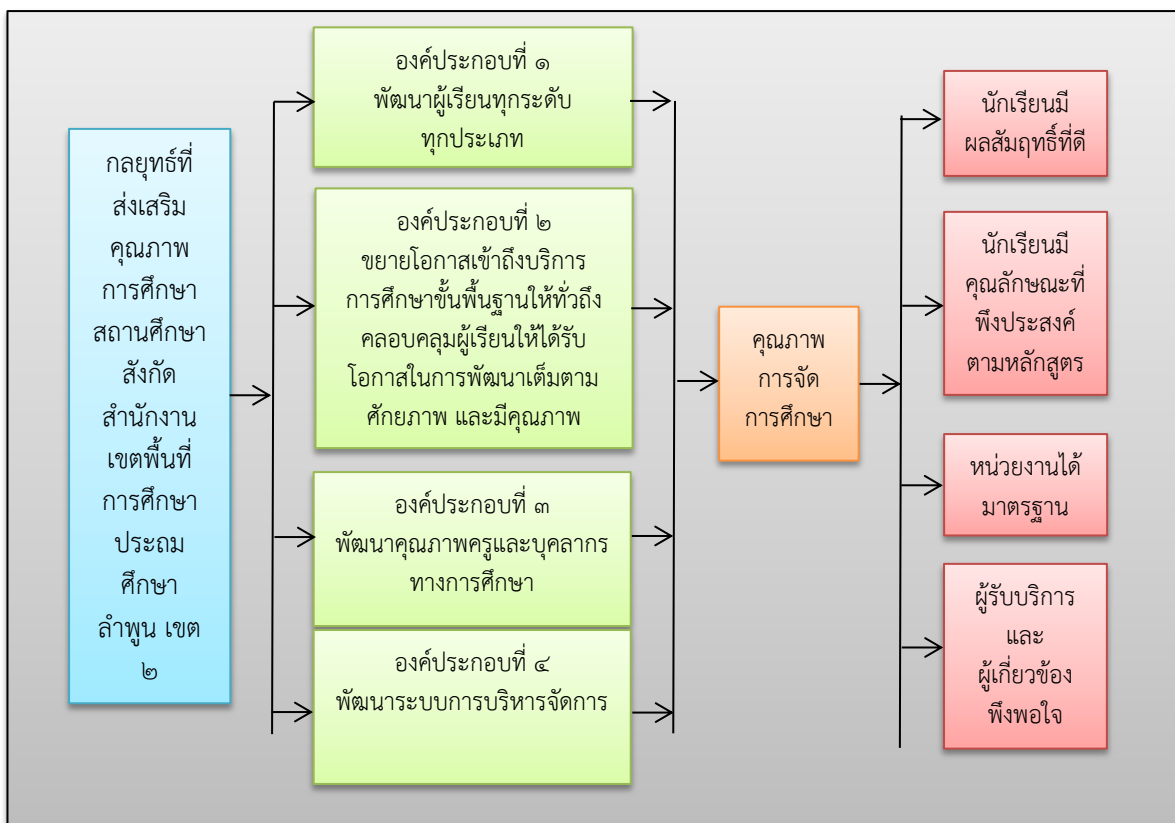 กลยุทธ์ที่
ส่งเสริม
คุณภาพ
การศึกษา
สถานศึกษา
สังกัด
สำนักงาน
เขตพื้นที่
การศึกษา
ประถม
ศึกษา
ลำพูน เขต
๒
องค์ประกอบที่ ๑
พัฒนาผู้เรียนทุกระดับ
ทุกประเภท
องค์ประกอบที่ ๒
ขยายโอกาสเข้าถึงบริการ
การศึกษาขั้นพื้นฐานให้ทั่วถึง
คลอบคลุมผู้เรียนให้ได้รับ
โอกาสในการพัฒนาเต็มตาม
ศักยภาพ และมีคุณภาพ
องค์ประกอบที่ ๓
พัฒนาคุณภาพครูและบุคลากร
ทางการศึกษา
องค์ประกอบที่ ๔
พัฒนาระบบการบริหารจัดการ
คุณภาพ
การจัด
การศึกษา
นักเรียนมี
ผลสัมฤทธิ์ที่ดี
นักเรียนมี
คุณลักษณะที่
พึงประสงค์
ตามหลักสูตร
หน่วยงานได้
มาตรฐาน
ผู้รับบริการ
และ
ผู้เกี่ยวข้อง
พึงพอใจ